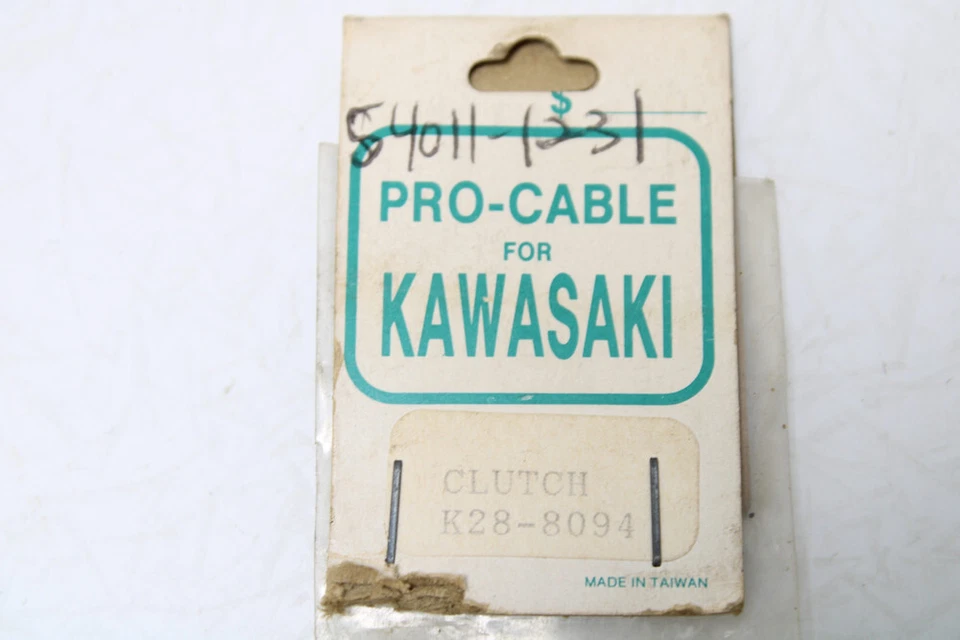 $
54011-1331
PRO-CABLE
FOR
KAWASAKI
CLUTCH
K28-8094
MADE IN TAIWAN